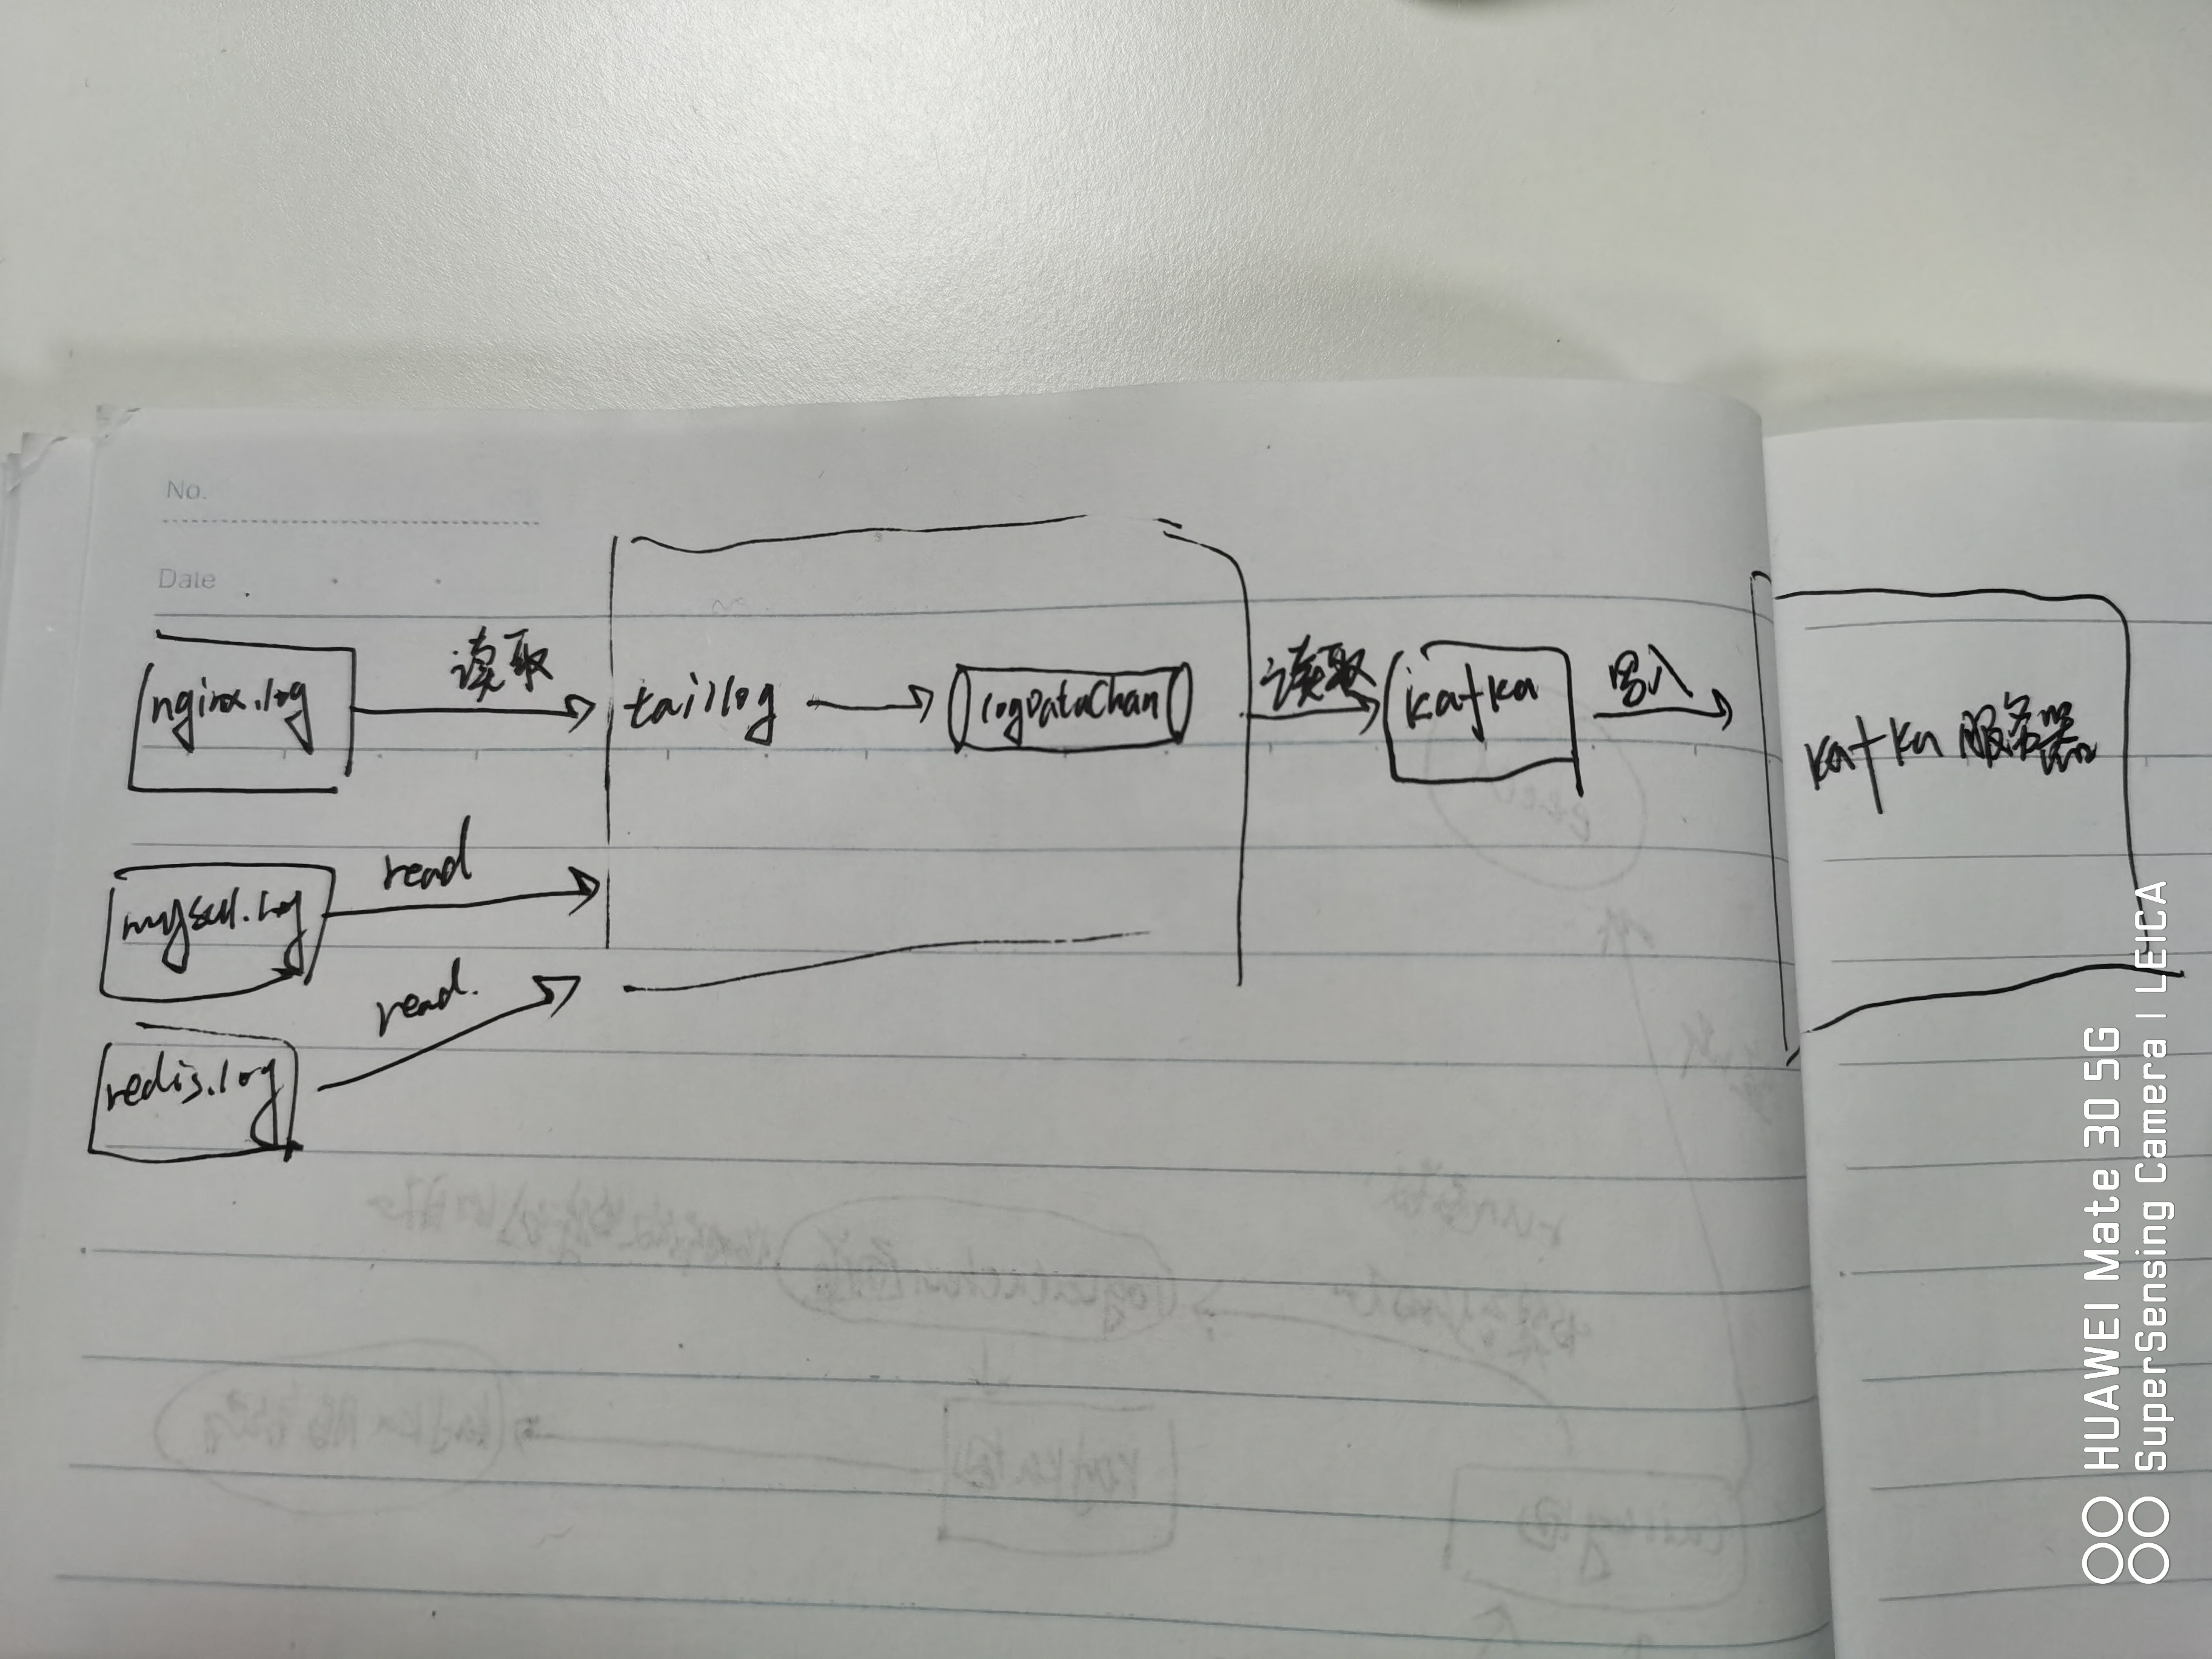 No.
Date
nginx.log
读取
taillog
logDataChan
读取
kafka
写入
kafka 服务器
mysql.log
read
redis.log
read.
HUAWEI Mate 30 5G
SuperSensing Camera | LEICA